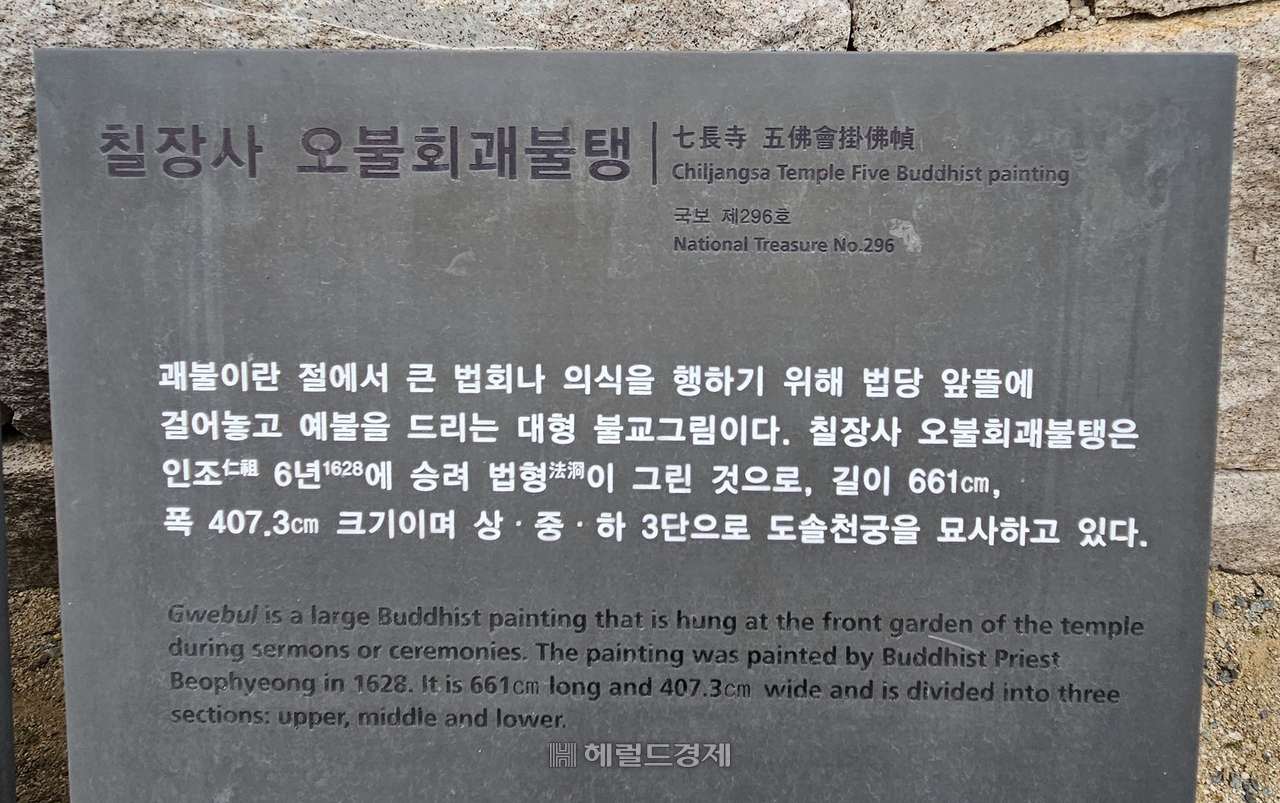 칠장사 오불회괘불탱
七長寺 五佛會掛佛幀
Chiljangsa Temple Five Buddhist painting
국보 제296호
National Treasure No.296
괘불이란 절에서 큰 법회나 의식을 행하기 위해 법당 앞뜰에
걸어놓고 예불을 드리는 대형 불교그림이다. 칠장사 오불회괘불탱은
인조仁祖 6년1628에 승려 법형法泂이 그린 것으로, 길이 661㎝,
폭 407.3㎝ 크기이며 상·중·하 3단으로 도솔천궁을 묘사하고 있다.
Gwebul is a large Buddhist painting that is hung at the front garden of the temple
during sermons or ceremonies. The painting was painted by Buddhist Priest
Beophyeong in 1628. It is 661㎝ long and 407.3㎝ wide and is divided into three
sections: upper, middle and lower.
헤럴드경제